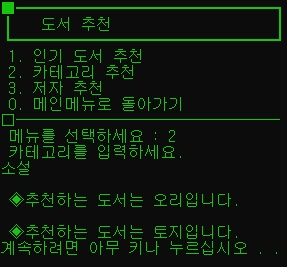 도서 추천
1. 인기 도서 추천
2. 카테고리 추천
3. 저자 추천
0. 메인메뉴로 돌아가기
메뉴를 선택하세요 : 2
카테고리를 입력하세요.
소설
◈추천하는 도서는 오리입니다.
◈추천하는 도서는 토지입니다.
계속하려면 아무 키나 누르십시오 . .